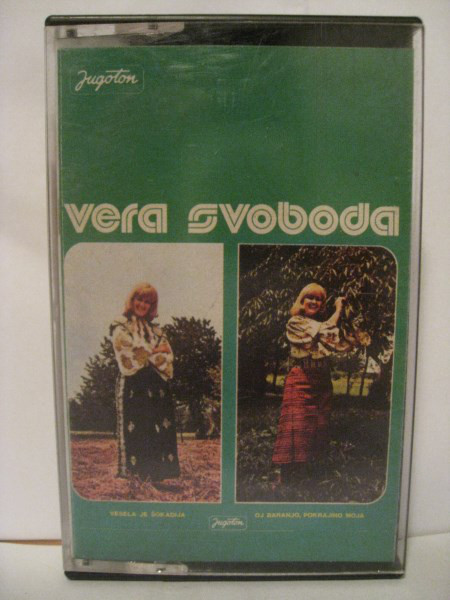 Jugoton
vera svoboda
VESELA JE ŠOKADIJA
OJ BARANJO, POKRAJINO MOJA
Jugoton